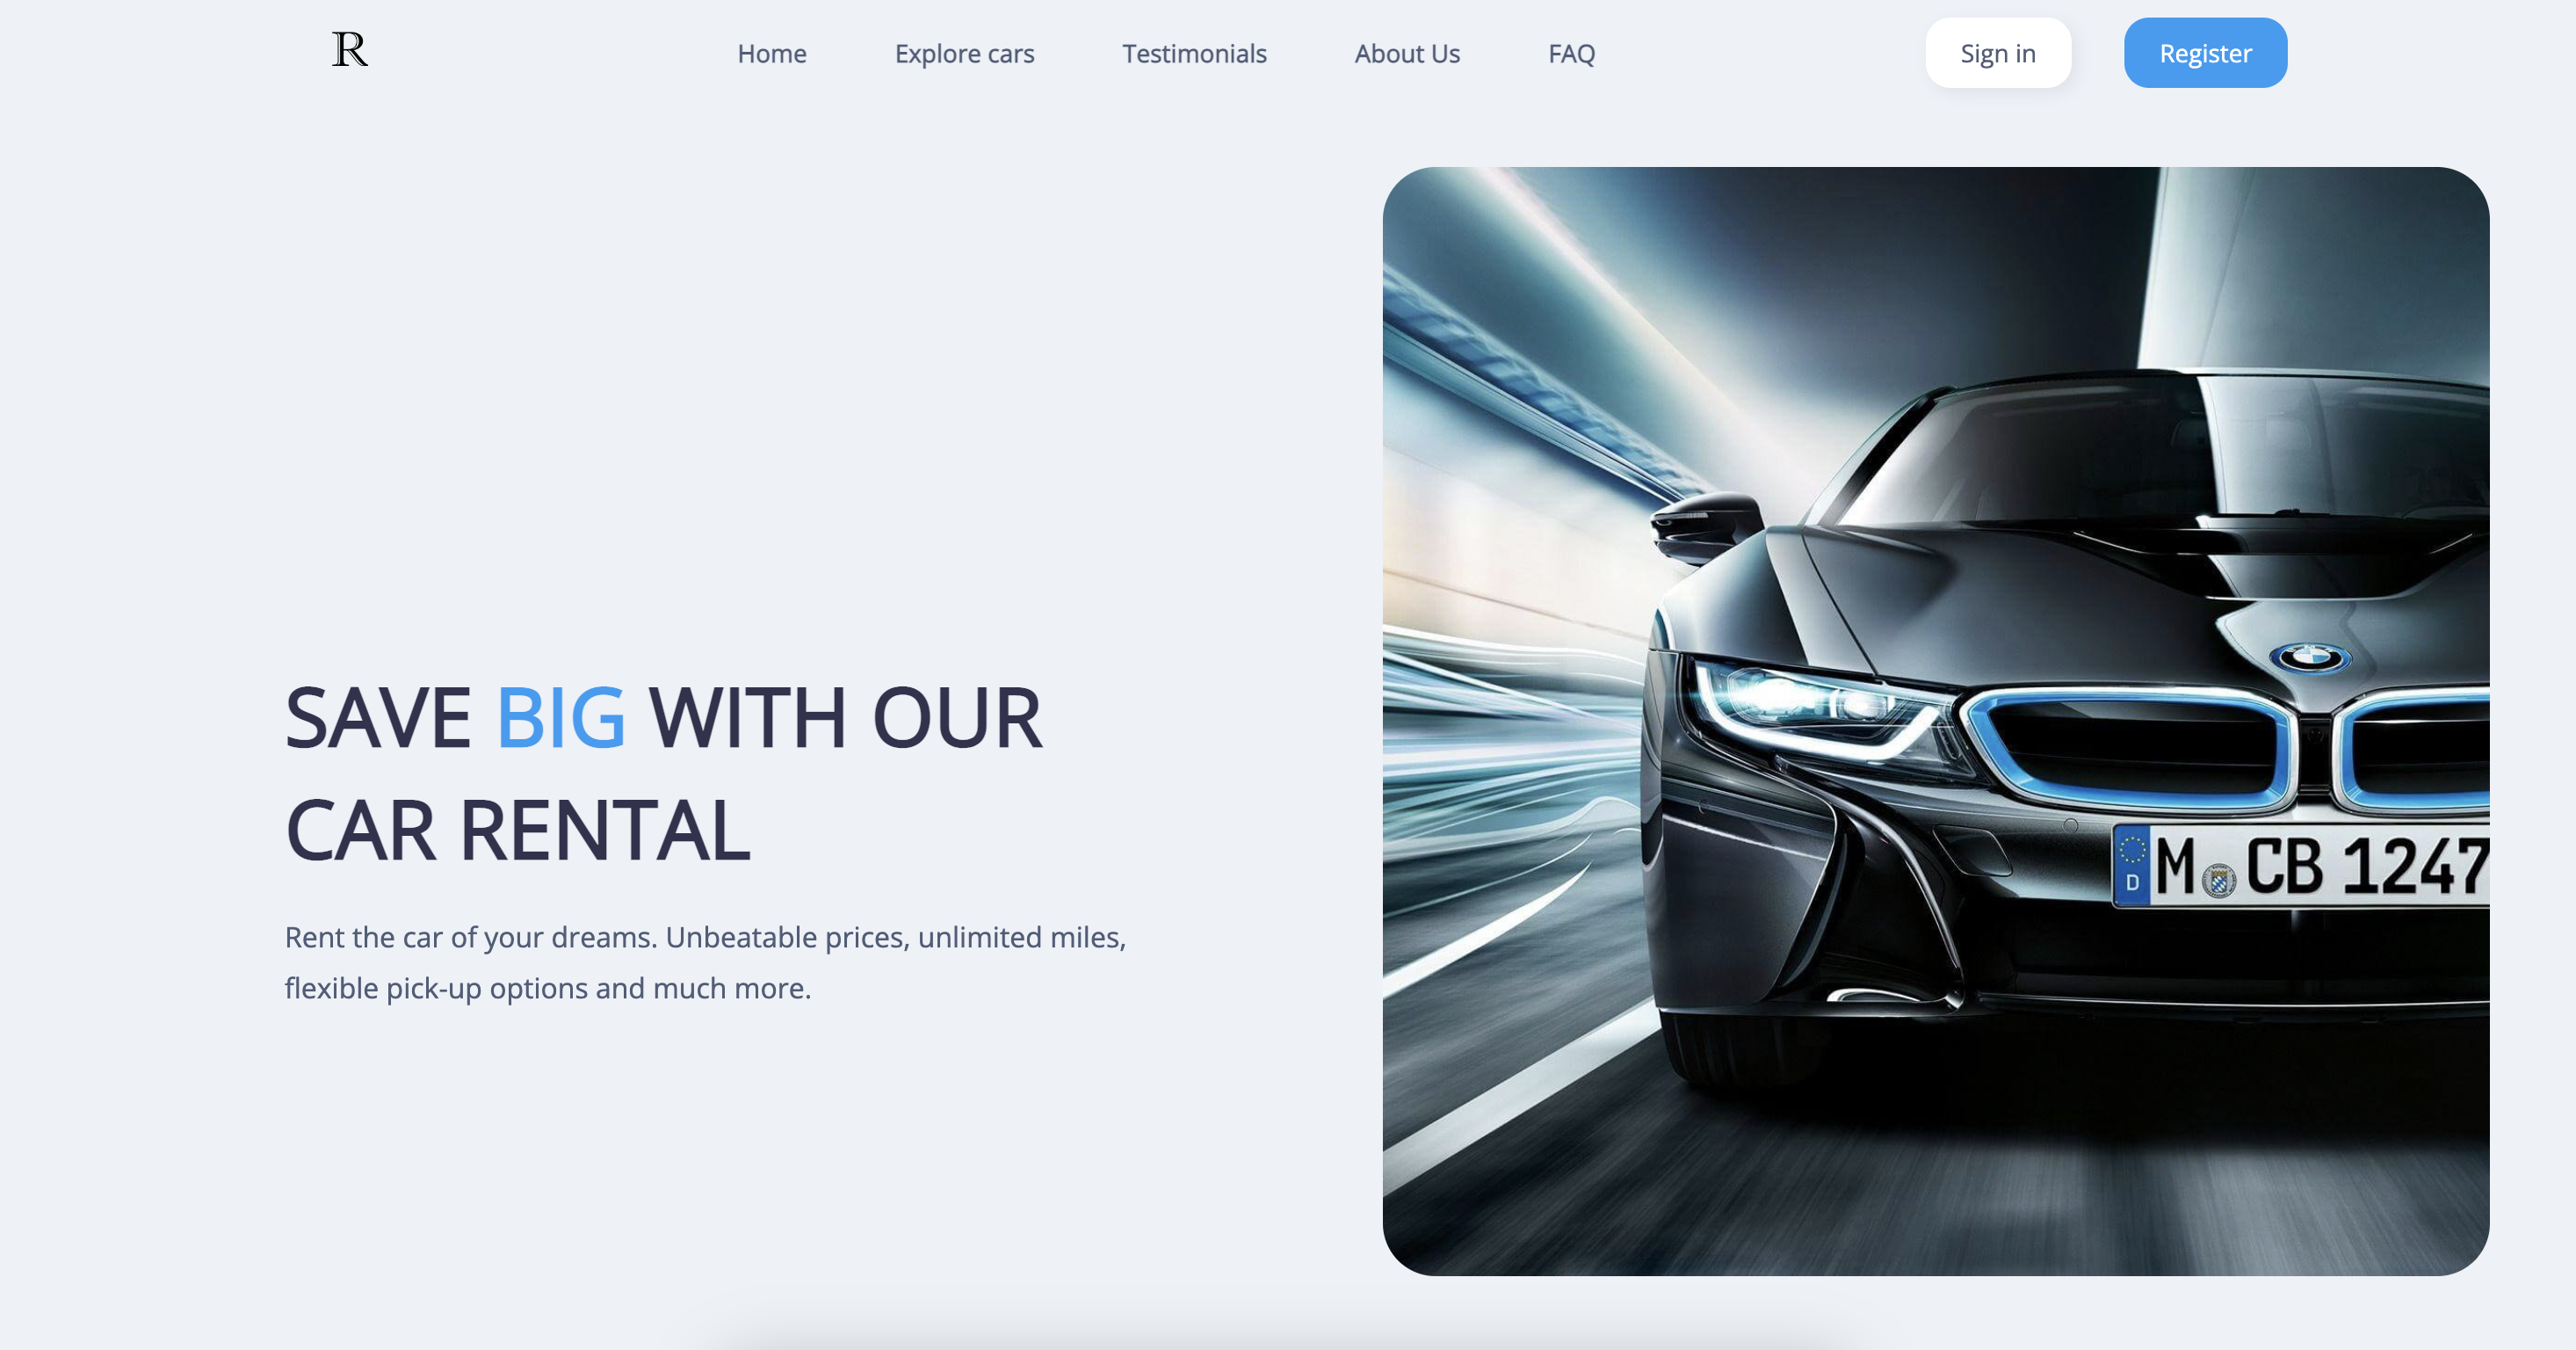 R
Home
Explore cars
Testimonials
About Us
FAQ
Sign in
Register
SAVE BIG WITH OUR
CAR RENTAL
Rent the car of your dreams. Unbeatable prices, unlimited miles,
flexible pick-up options and much more.
BMW
D M CB 1247